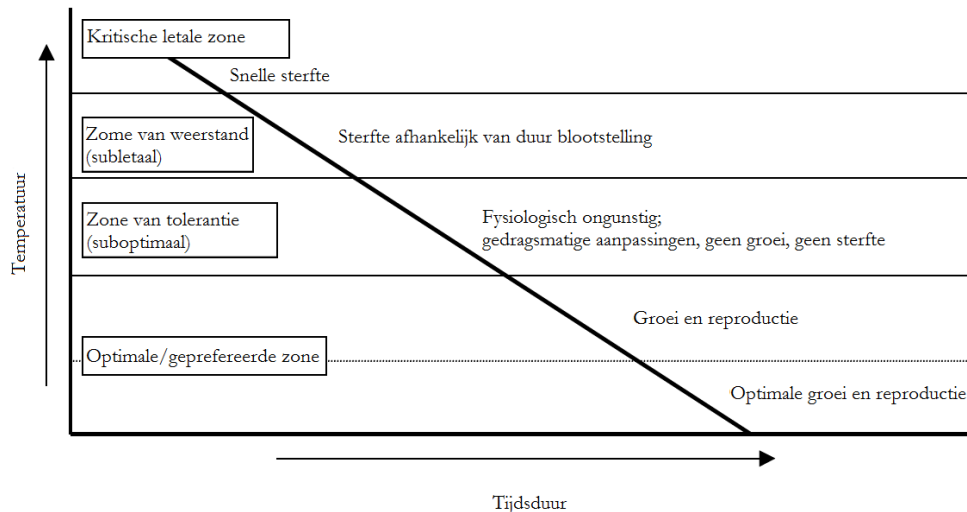 Kritische letale zone
Snelle sterfte
Zome van weerstand
(subletaal)
Sterfte afhankelijk van duur blootstelling
Zone van tolerantie
(suboptimaal)
Fysiologisch ongunstig;
gedragsmatige aanpassingen, geen groei, geen sterfte
Temperatuur
Groei en reproductie
Optimale/geprefereerde zone
Optimale groei en reproductie
Tijdsduur